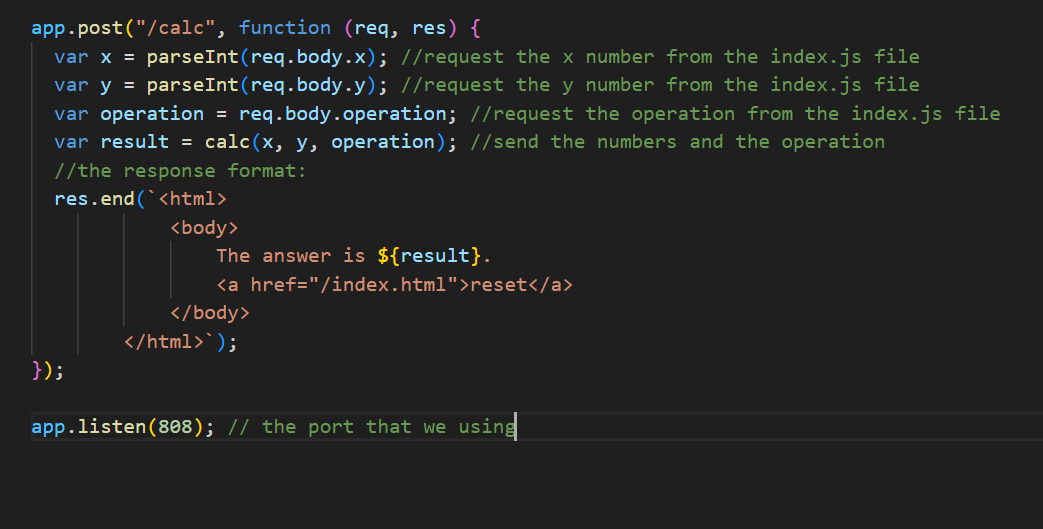 app.post("/calc", function (req, res) {
  var x = parseInt(req.body.x); //request the x number from the index.js file
  var y = parseInt(req.body.y); //request the y number from the index.js file
  var operation = req.body.operation; //request the operation from the index.js file
  var result = calc(x, y, operation); //send the numbers and the operation
  //the response format:
  res.end(`<html>
            <body>
                The answer is ${result}.
                <a href="/index.html">reset</a>
            </body>
        </html>`);
});
app.listen(808); // the port that we using